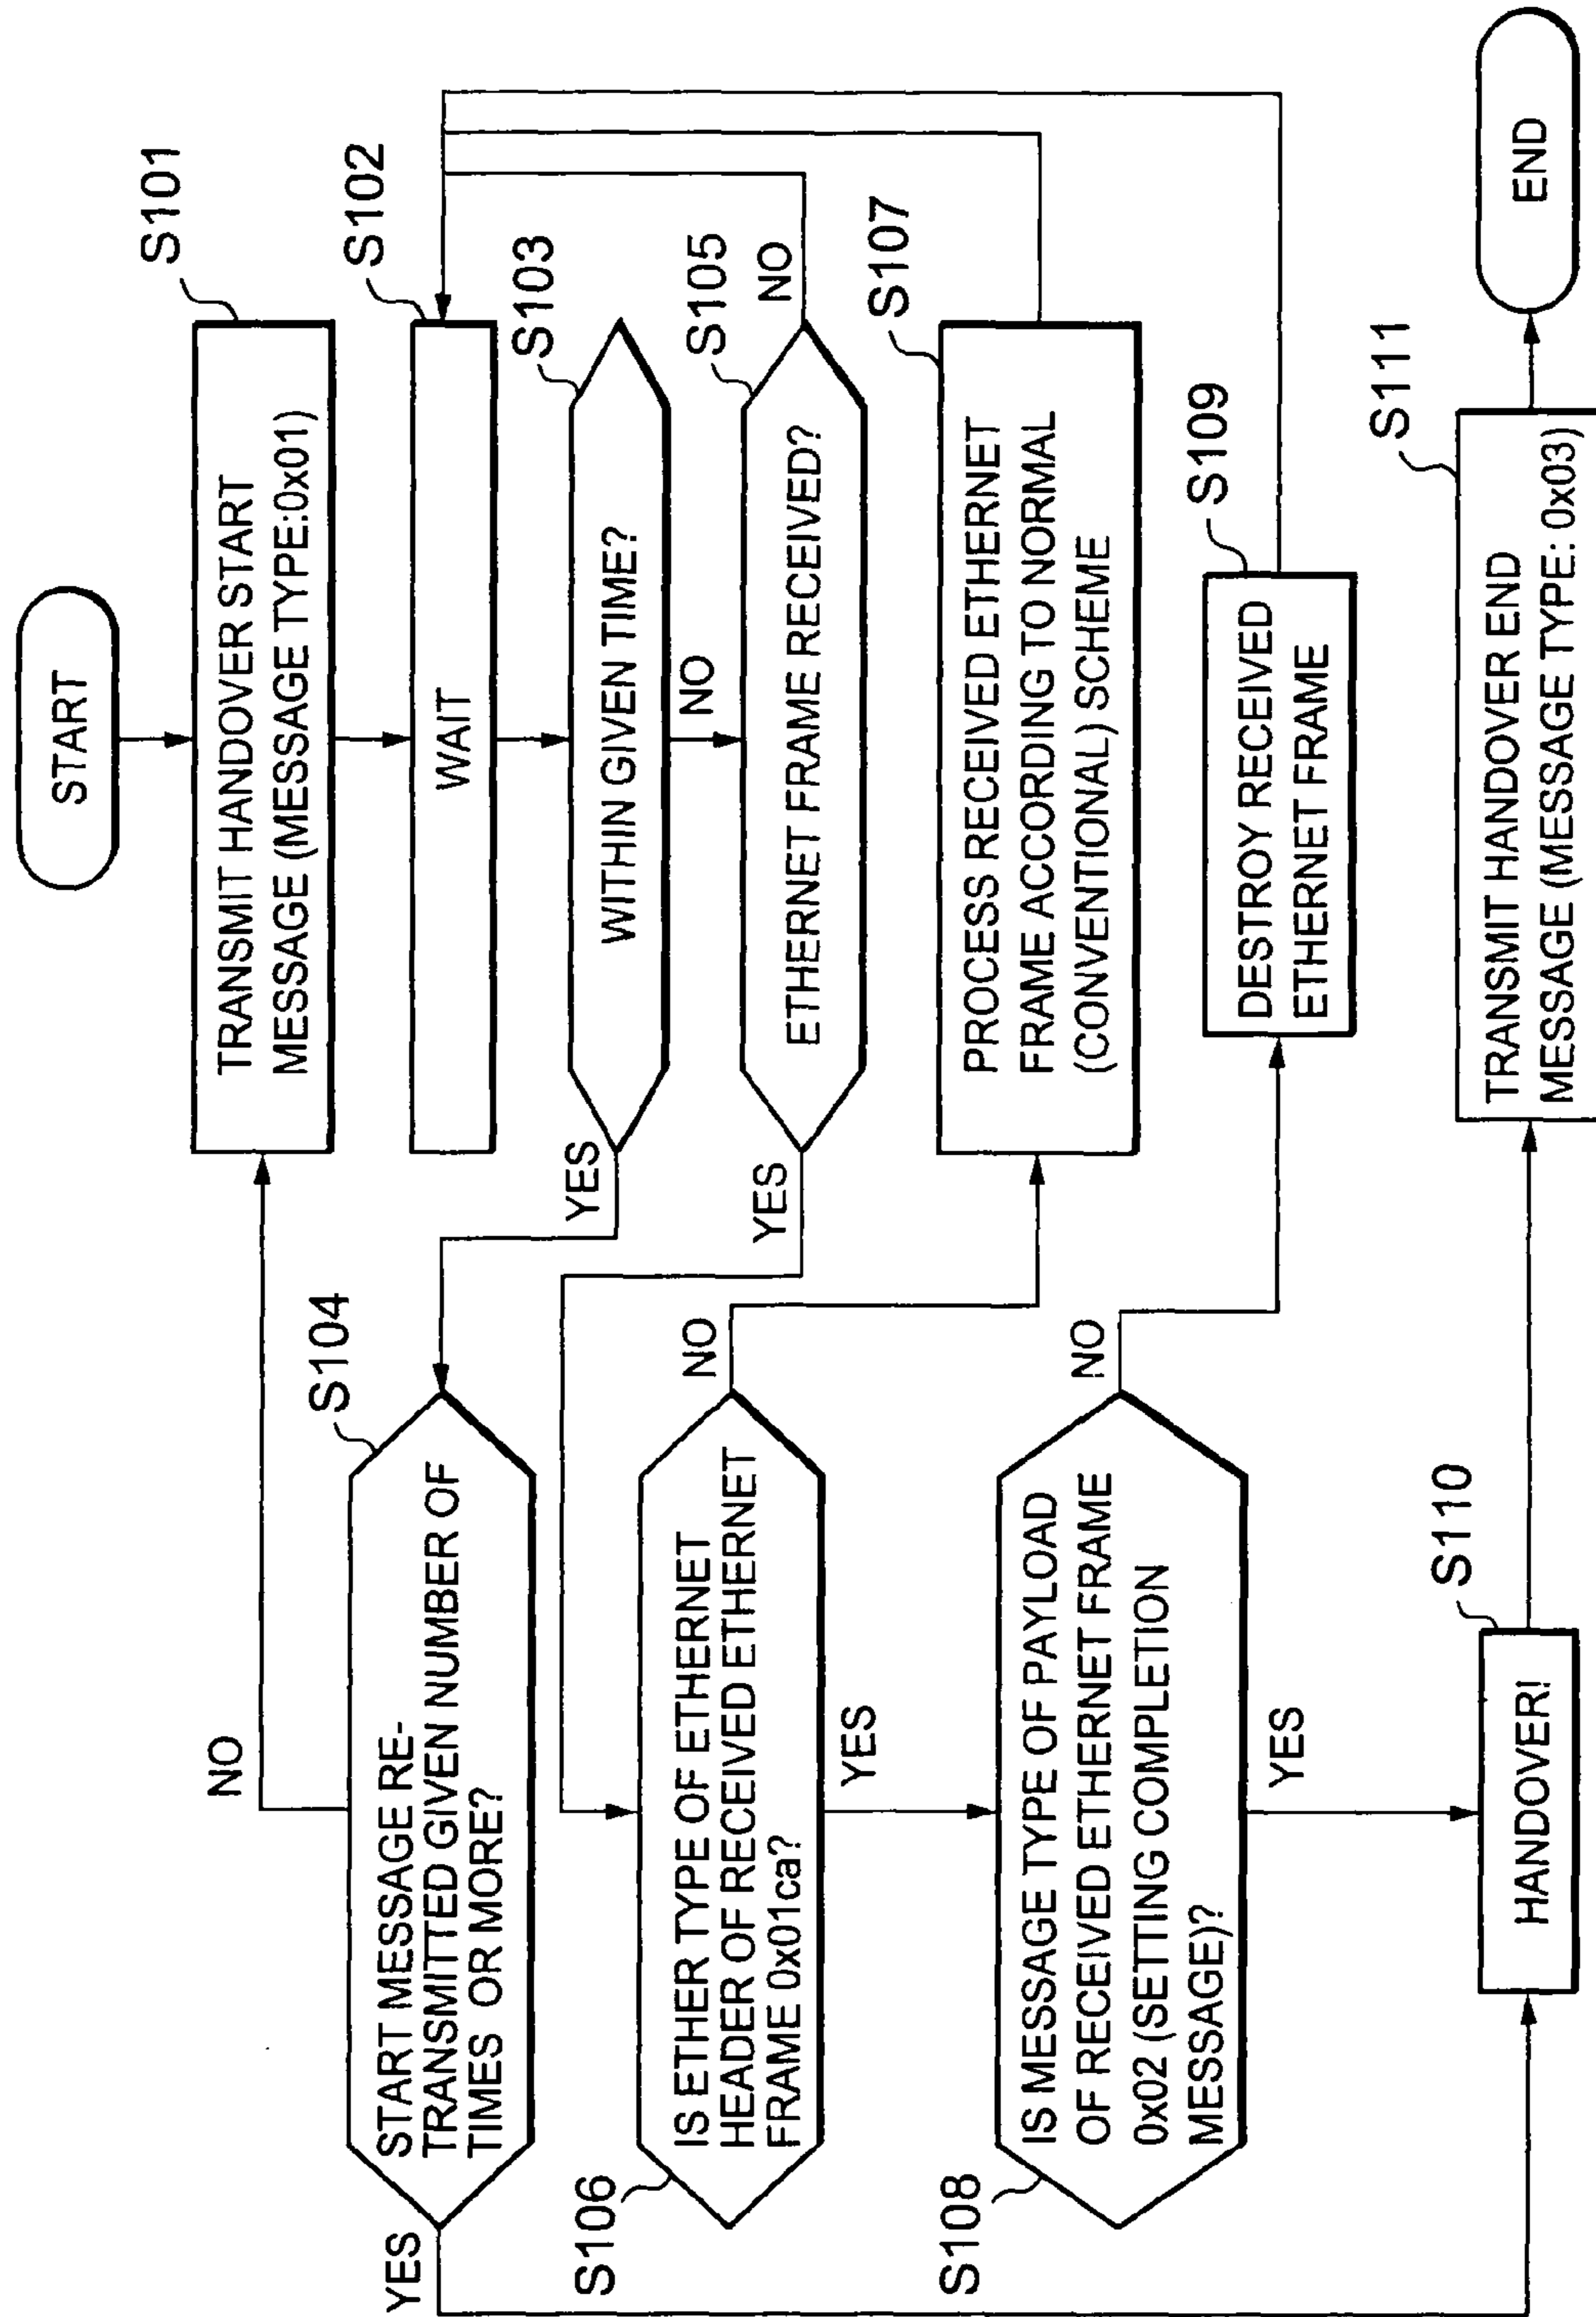 START
S101
TRANSMIT HANDOVER START
MESSAGE (MESSAGE TYPE:0x01)
S102
WAIT
S103
WITHIN GIVEN TIME?
YES
NO
S104
START MESSAGE RE-
TRANSMITTED GIVEN NUMBER OF
TIMES OR MORE?
NO
YES
S105
ETHERNET FRAME RECEIVED?
YES
NO
S106
IS ETHER TYPE OF ETHERNET
HEADER OF RECEIVED ETHERNET
FRAME 0x01ca?
NO
YES
S107
PROCESS RECEIVED ETHERNET
FRAME ACCORDING TO NORMAL
(CONVENTIONAL) SCHEME
S108
IS MESSAGE TYPE OF PAYLOAD
OF RECEIVED ETHERNET FRAME
0x02 (SETTING COMPLETION
MESSAGE)?
NO
YES
S109
DESTROY RECEIVED
ETHERNET FRAME
S110
HANDOVER!
S111
TRANSMIT HANDOVER END
MESSAGE (MESSAGE TYPE: 0x03)
END